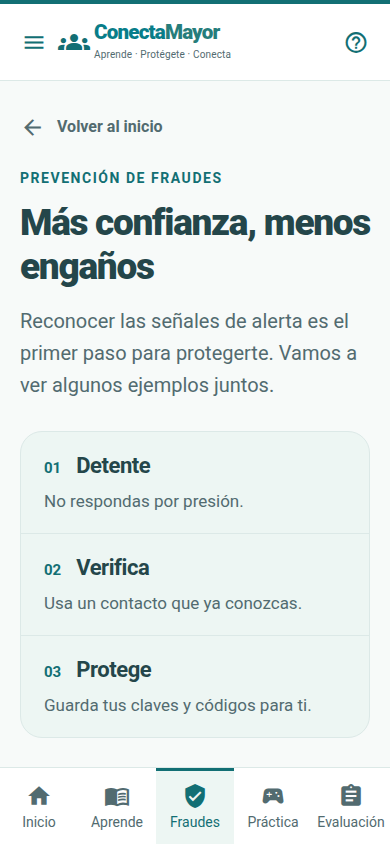 ConectaMayor
Aprende · Protégete · Conecta
Volver al inicio
PREVENCIÓN DE FRAUDES
Más confianza, menos
engaños
Reconocer las señales de alerta es el
primer paso para protegerte. Vamos a
ver algunos ejemplos juntos.
01 Detente
No respondas por presión.
02 Verifica
Usa un contacto que ya conozcas.
03 Protege
Guarda tus claves y códigos para ti.
Inicio Aprende Fraudes Práctica Evaluación